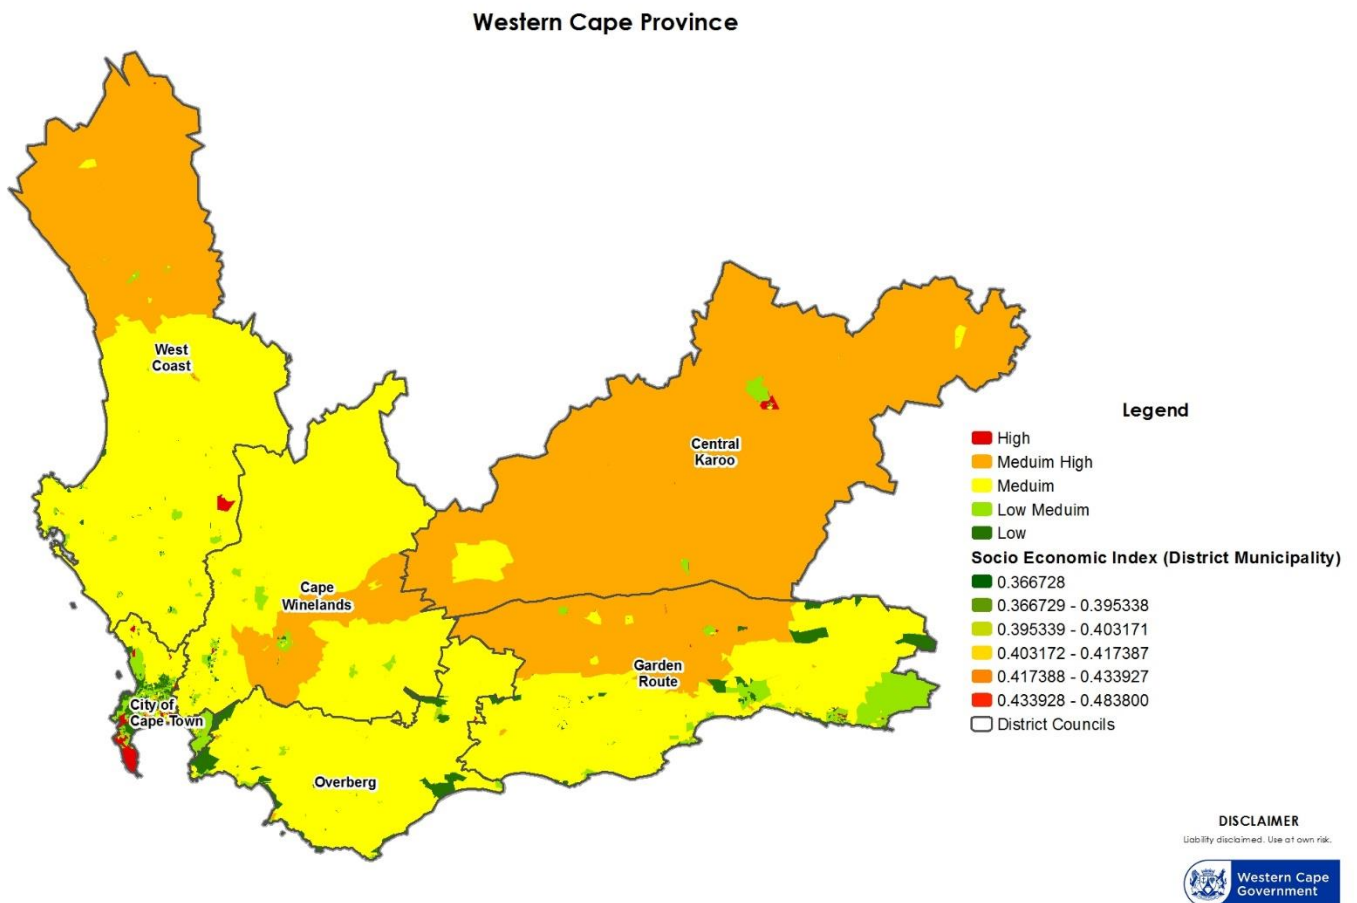 Western Cape Province
West
Coast
Central
Karoo
Cape
Winelands
Garden
Route
City of
Cape Town
Overberg
Legend
High
Meduim High
Meduim
Low Meduim
Low
Socio Economic Index (District Municipality)
0.366728
0.366729 - 0.395338
0.395339 - 0.403171
0.403172 - 0.417387
0.417388 - 0.433927
0.433928 - 0.483800
District Councils
DISCLAIMER
Liability disclaimed. Use at own risk.
Western Cape
Government